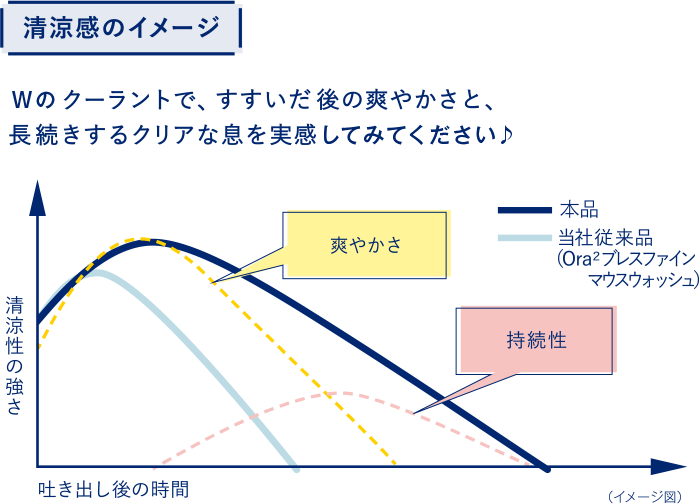 清涼感のイメージ
Wのクーラントで、すすいだ後の爽やかさと、
長続きするクリアな息を実感してみてください♪
爽やかさ
本品
当社従来品
(Ora²ブレスファイン
マウスウォッシュ)
持続性
清涼性の強さ
吐き出し後の時間
(イメージ図)